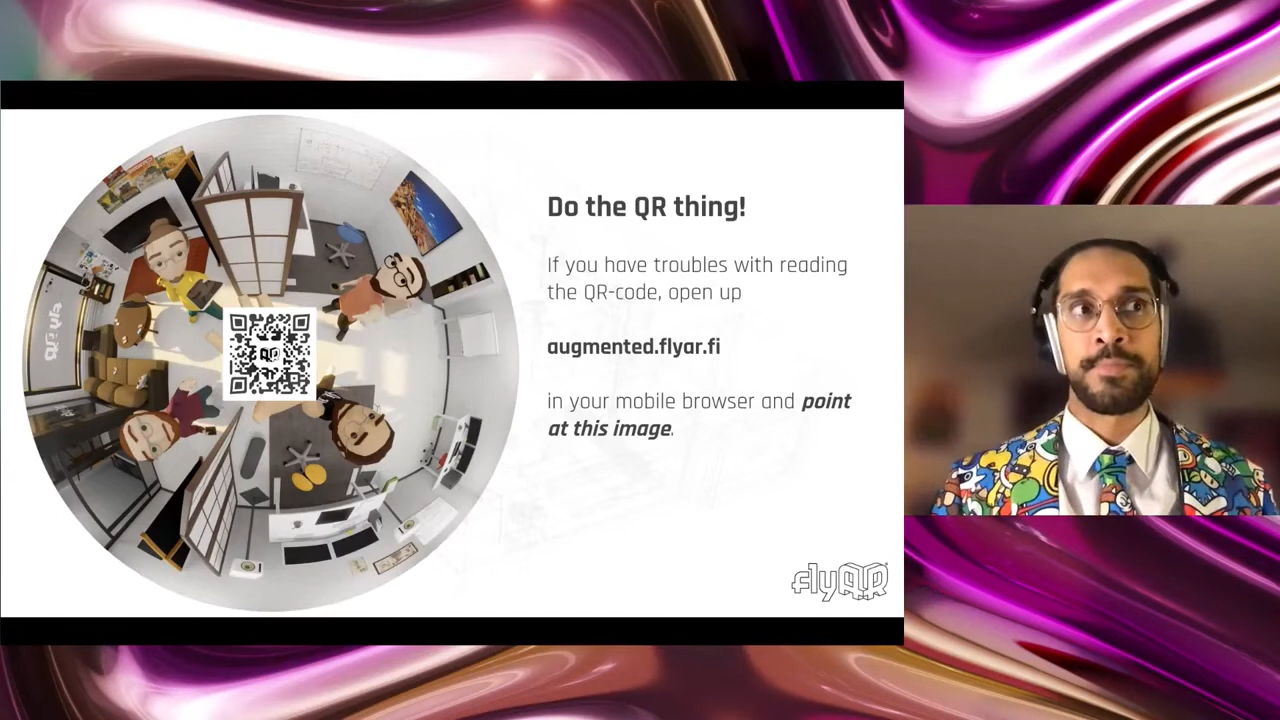 Do the QR thing!
If you have troubles with reading
the QR-code, open up
augmented.flyar.fi
in your mobile browser and point
at this image.
flyAR
flyAR